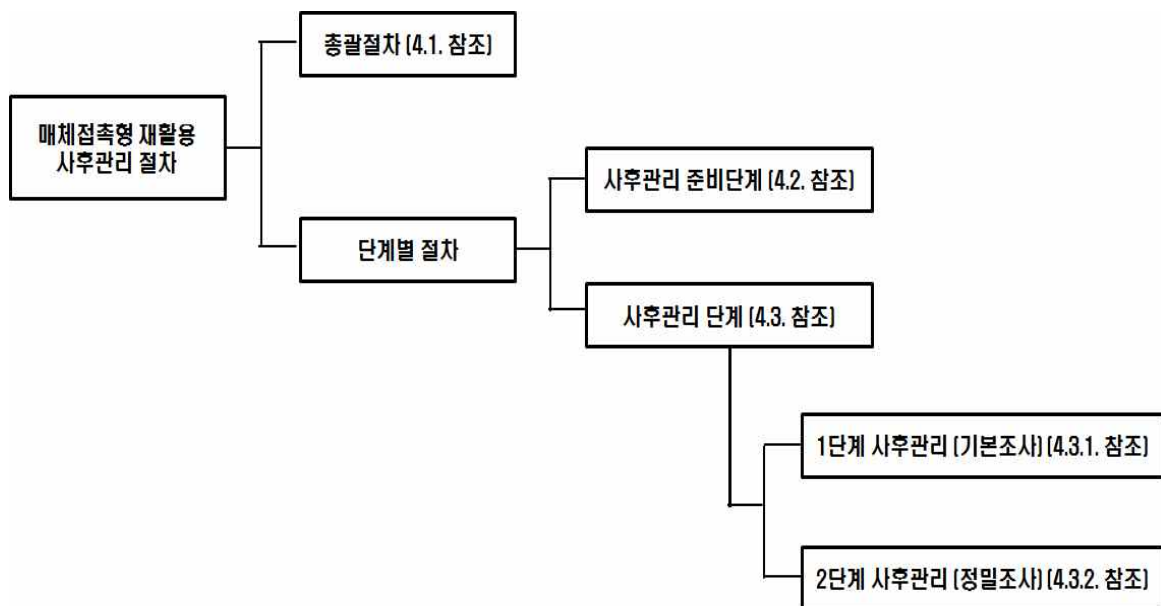 총괄절차 (4.1. 참조)
매체접촉형 재활용
사후관리 절차
사후관리 준비단계 (4.2. 참조)
단계별 절차
사후관리 단계 (4.3. 참조)
1단계 사후관리 (기본조사) (4.3.1. 참조)
2단계 사후관리 (정밀조사) (4.3.2. 참조)